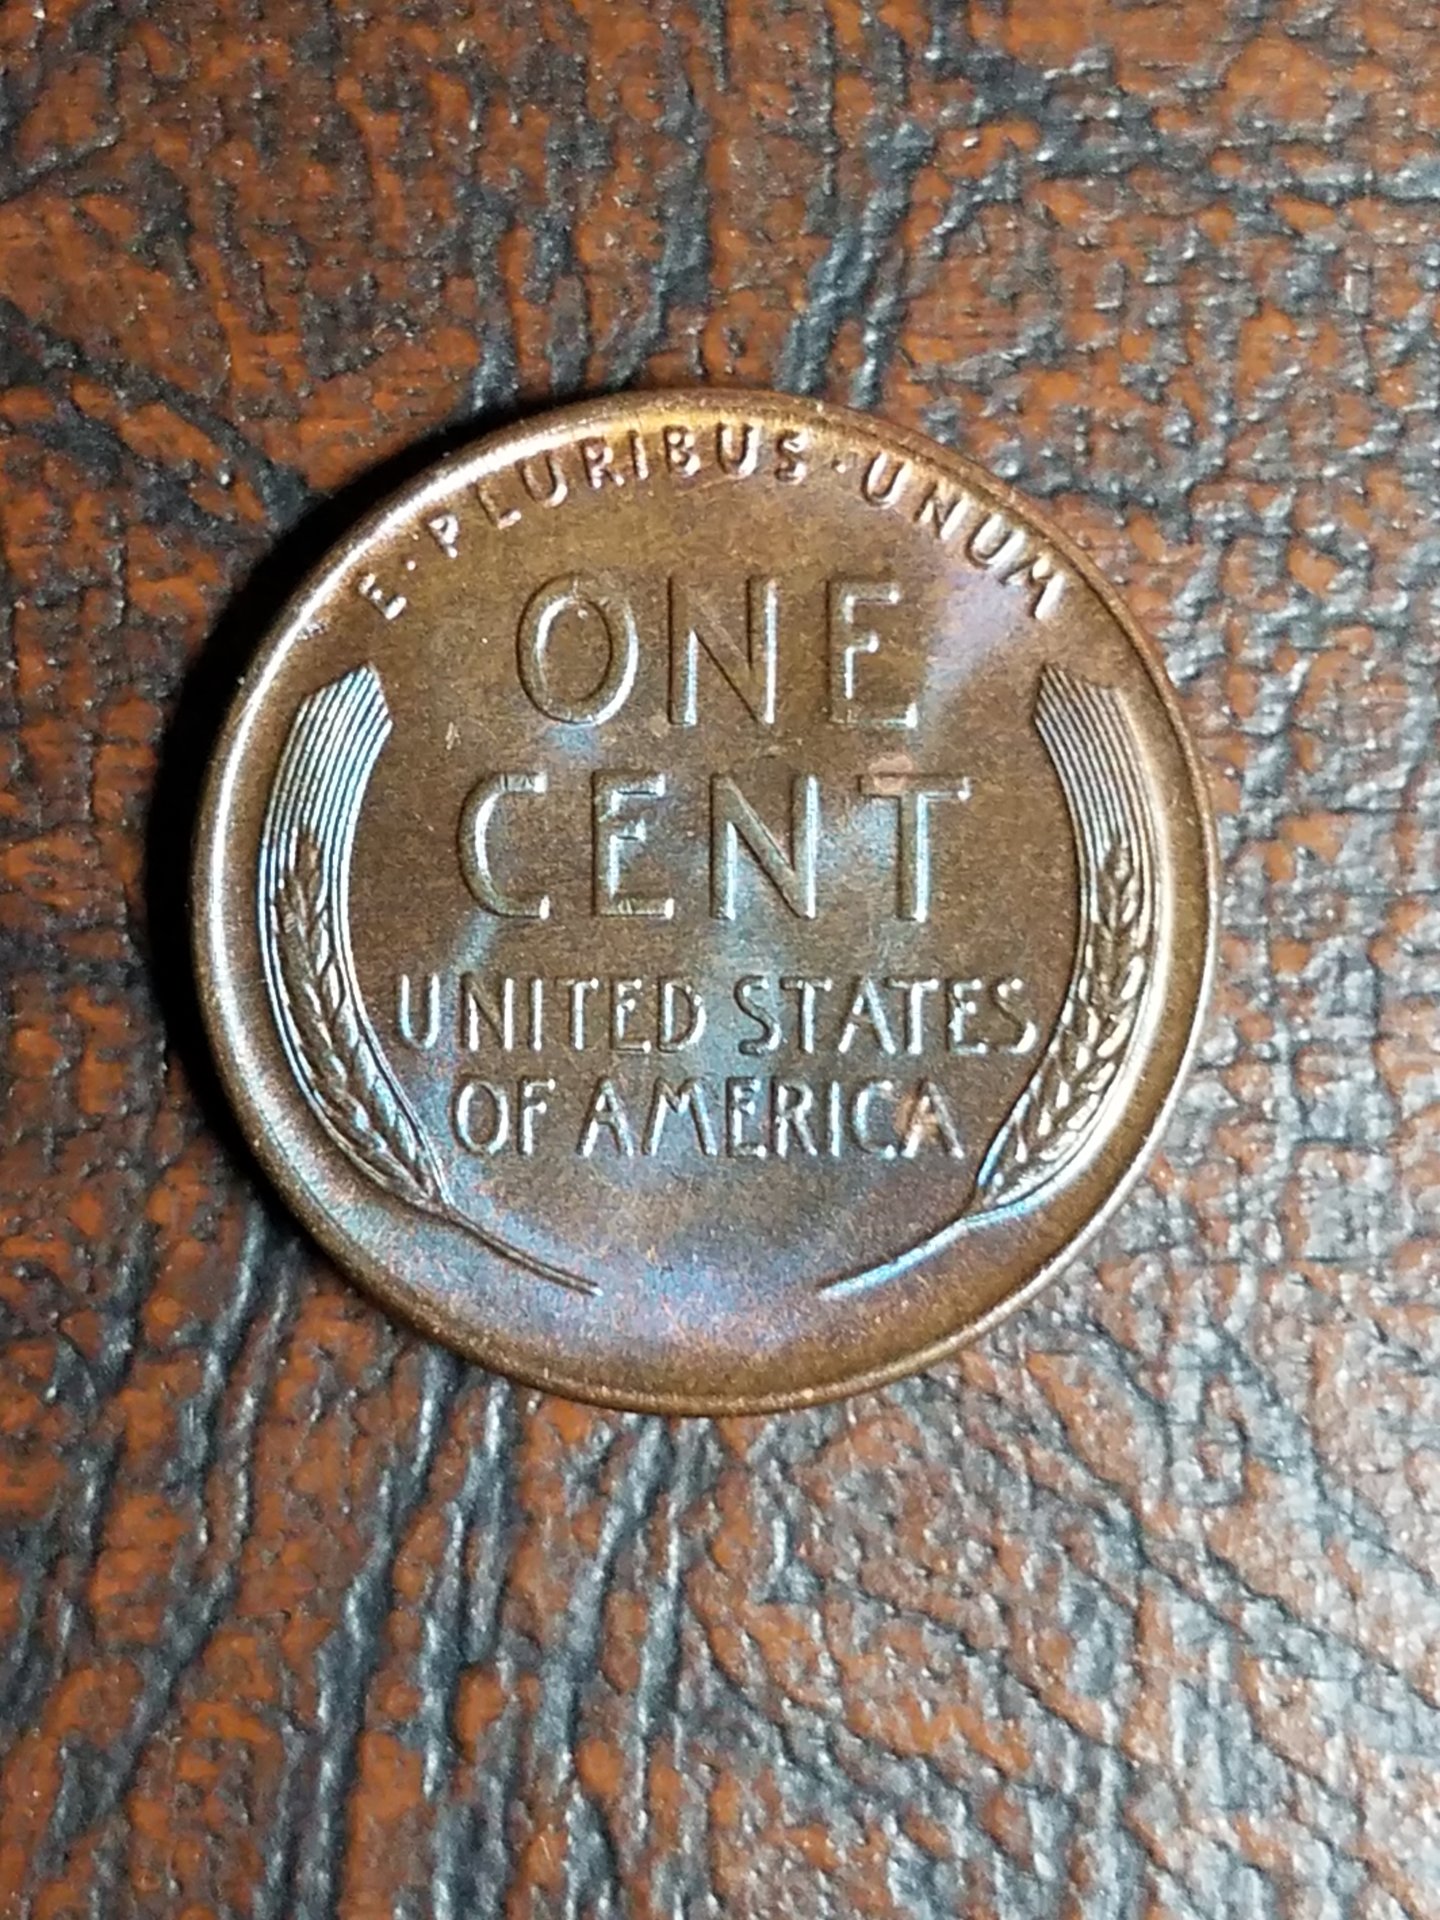 E·PLURIBUS·UNUM
ONE
CENT
UNITED STATES
OF AMERICA